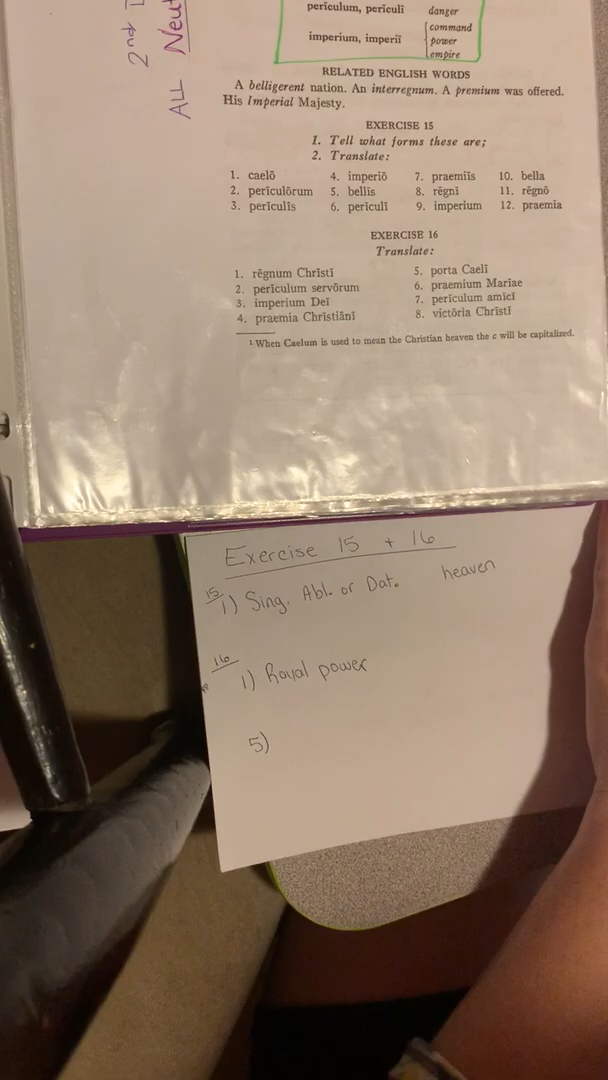 2nd
ALL Neut
perīculum, perīculī danger
imperium, imperiī command
power
empire
RELATED ENGLISH WORDS
A belligerent nation. An interregnum. A premium was offered.
His Imperial Majesty.
EXERCISE 15
1. Tell what forms these are;
2. Translate:
1. caelō 4. imperiō 7. praemiīs 10. bella
2. perīculōrum 5. bellīs 8. rēgnī 11. rēgnō
3. perīculīs 6. perīculī 9. imperium 12. praemia
EXERCISE 16
Translate:
1. rēgnum Chrīstī 5. porta Caelī
2. perīculum servōrum 6. praemium Marīae
3. imperium Deī 7. perīculum amīcī
4. praemia Chrīstiānī 8. victōria Chrīstī
1 When Caelum is used to mean the Christian heaven the c will be capitalized.
Exercise 15 + 16
15/1) Sing. Abl. or Dat. heaven
16
1) Royal power
5)